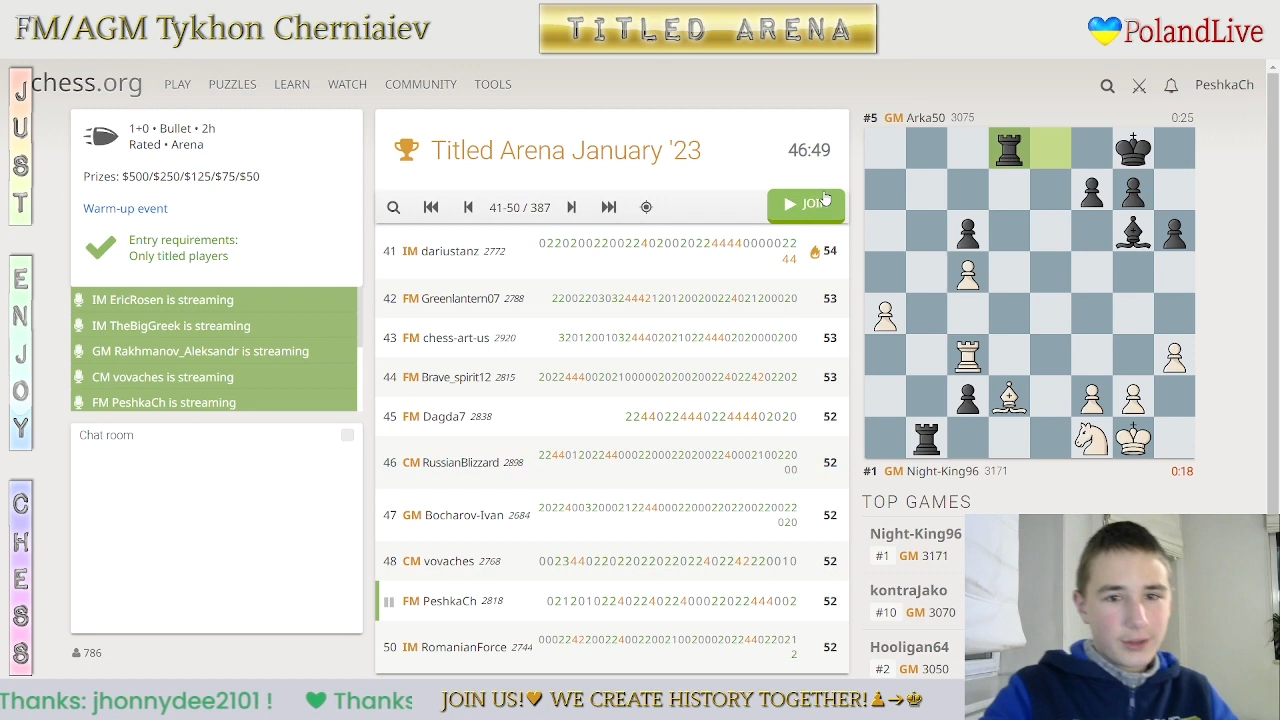 FM/AGM Tykhon Cherniaiev
TITLED ARENA
PolandLive
JUST
ENJOY
CHESS
chess.org
PLAY
PUZZLES
LEARN
WATCH
COMMUNITY
TOOLS
PeshkaCh
1+0 • Bullet • 2h
Rated • Arena
Prizes: $500/$250/$125/$75/$50
Warm-up event
Entry requirements:
Only titled players
IM EricRosen is streaming
IM TheBigGreek is streaming
GM Rakhmanov_Aleksandr is streaming
CM vovaches is streaming
FM PeshkaCh is streaming
Chat room
786
Titled Arena January '23
46:49
41-50 / 387
JOIN
41 IM dariustanz 2772
54
42 FM Greenlantern07 2788
53
43 FM chess-art-us 2920
53
44 FM Brave_spirit12 2815
53
45 FM Dagda7 2838 2244022444022444402020 52
46 CM RussianBlizzard 2898
52
47 GM Bocharov-Ivan 2684
52
48 CM vovaches 2768
52
FM PeshkaCh 2818
52
50 IM RomanianForce 2744
52
#5 GM Arka50 3075 0:25
#1 GM Night-King96 3171 0:18
TOP GAMES
Night-King96
#1 GM 3171
kontraJako
#10 GM 3070
Hooligan64
#2 GM 3050
Thanks: jhonnydee2101 ! Thanks
JOIN US! WE CREATE HISTORY TOGETHER!